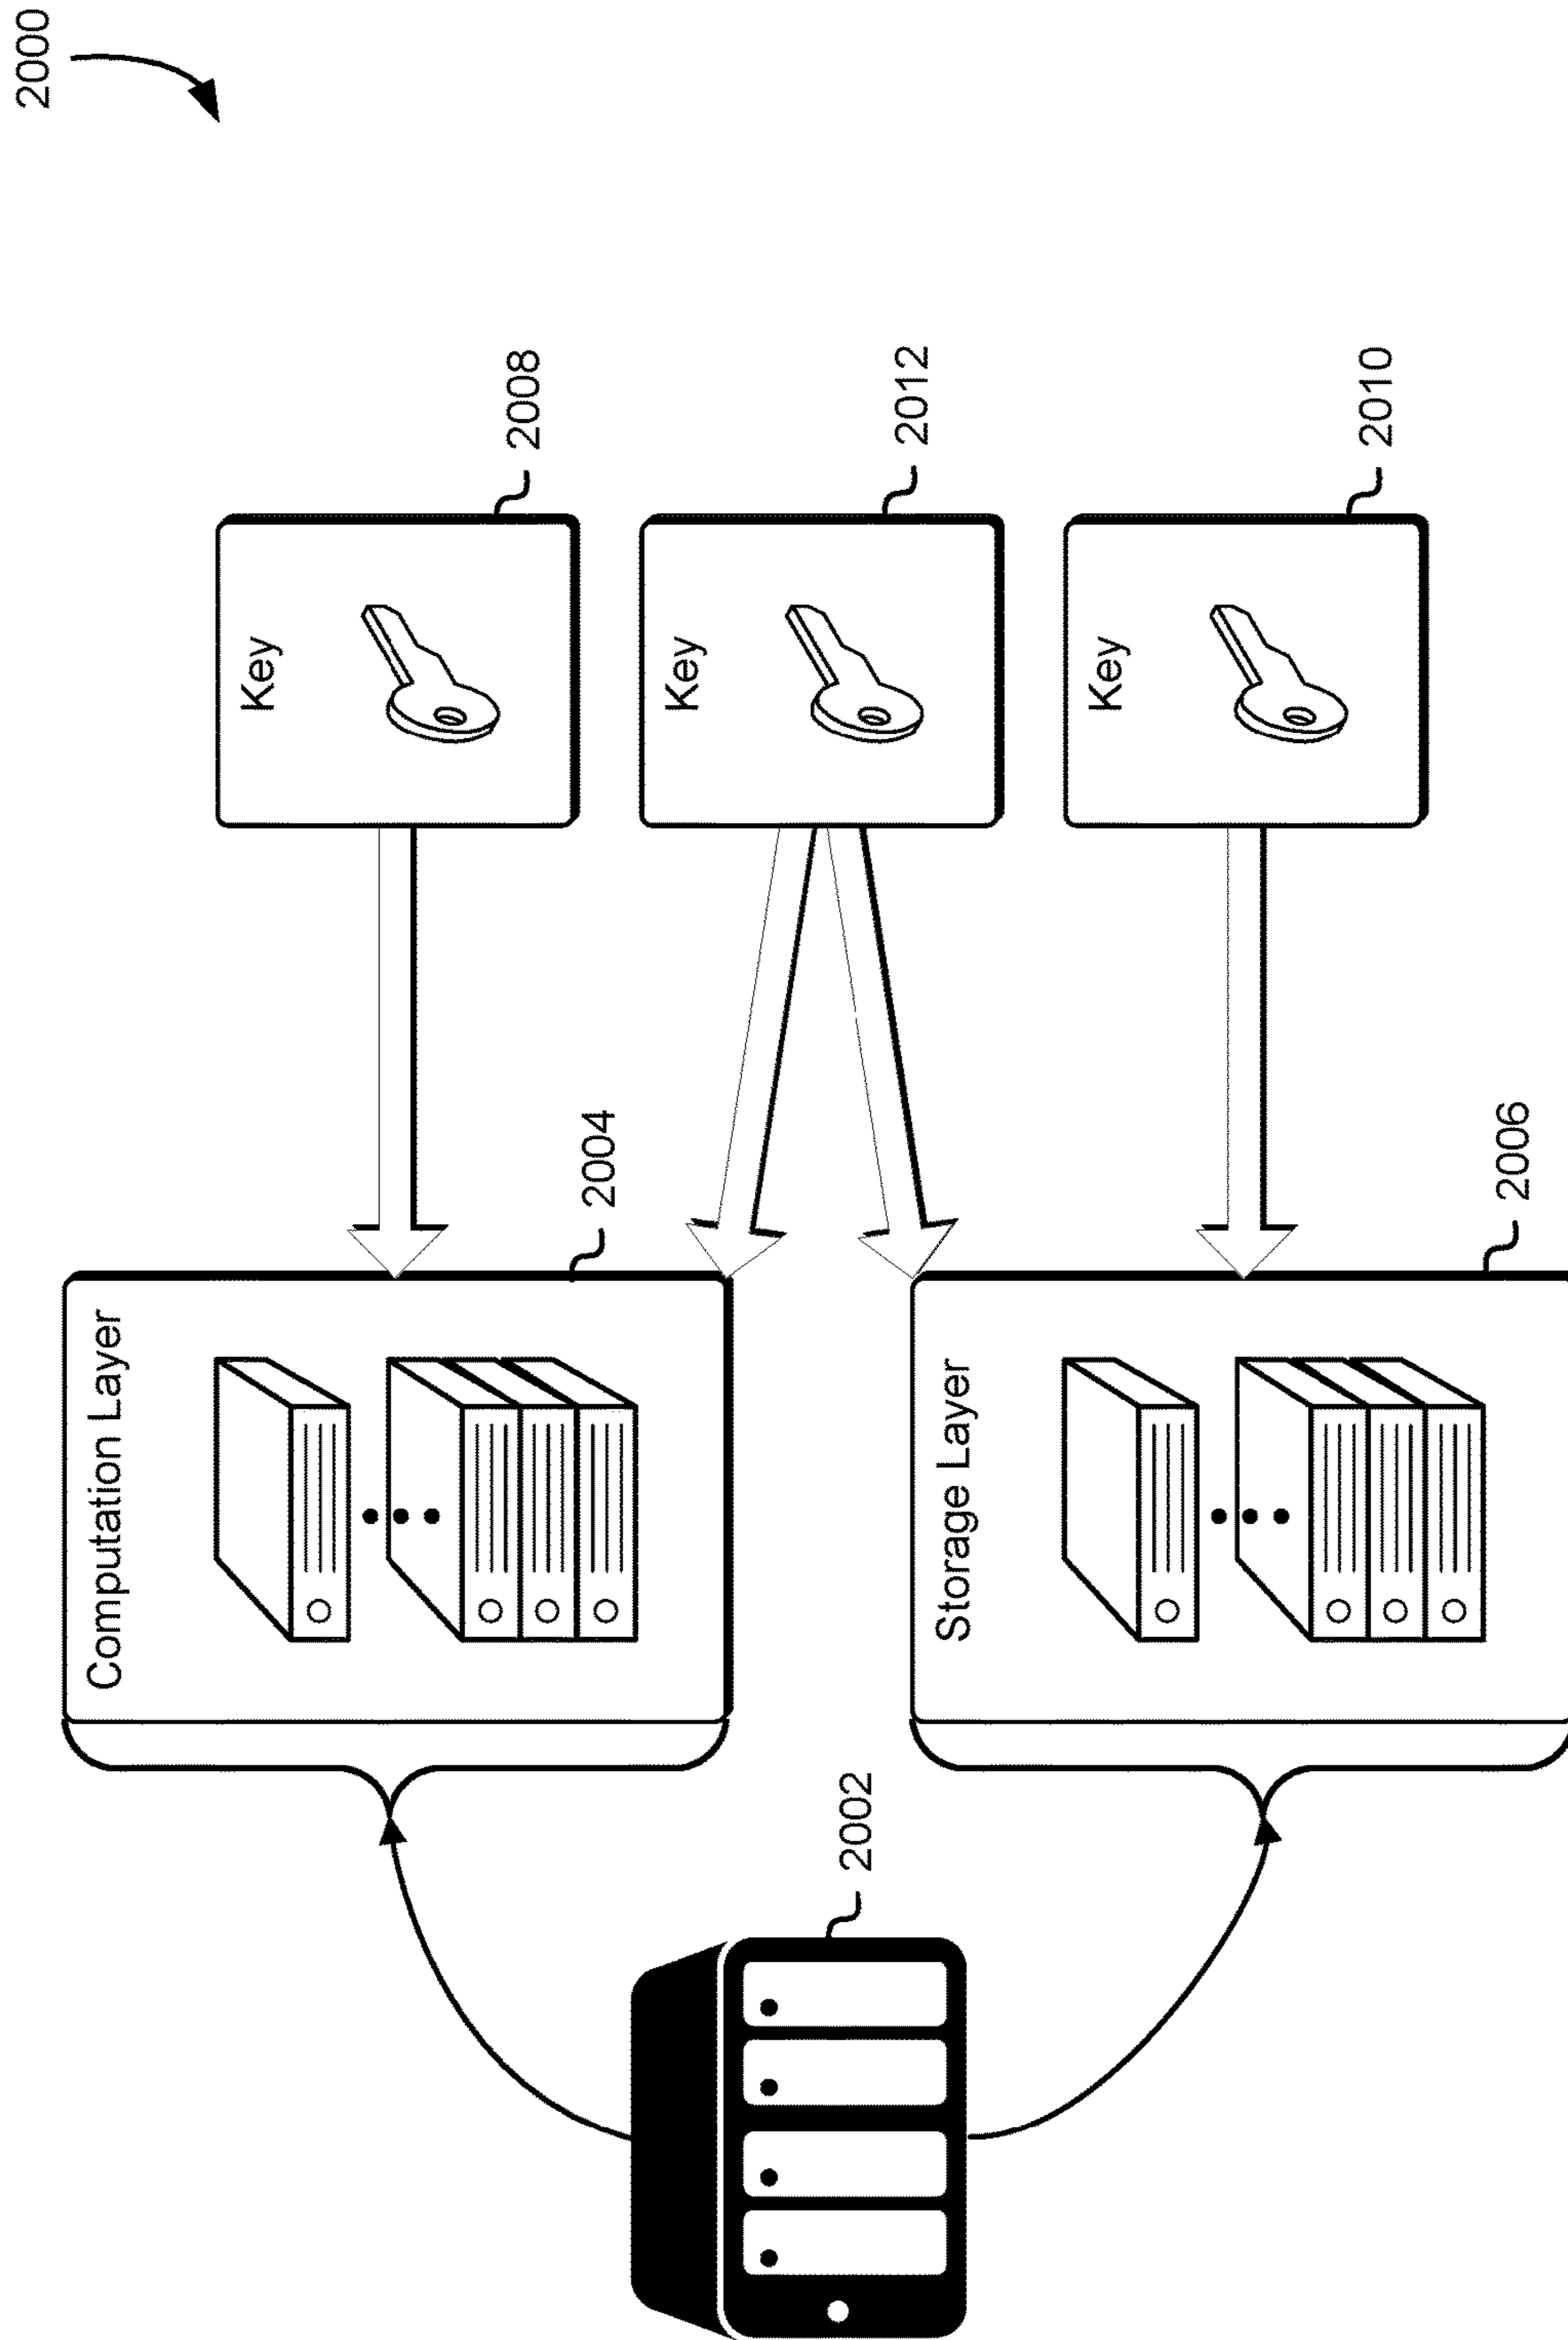 2000
Computation Layer
Key
2008
2004
Key
2002
2012
Storage Layer
Key
2010
2006